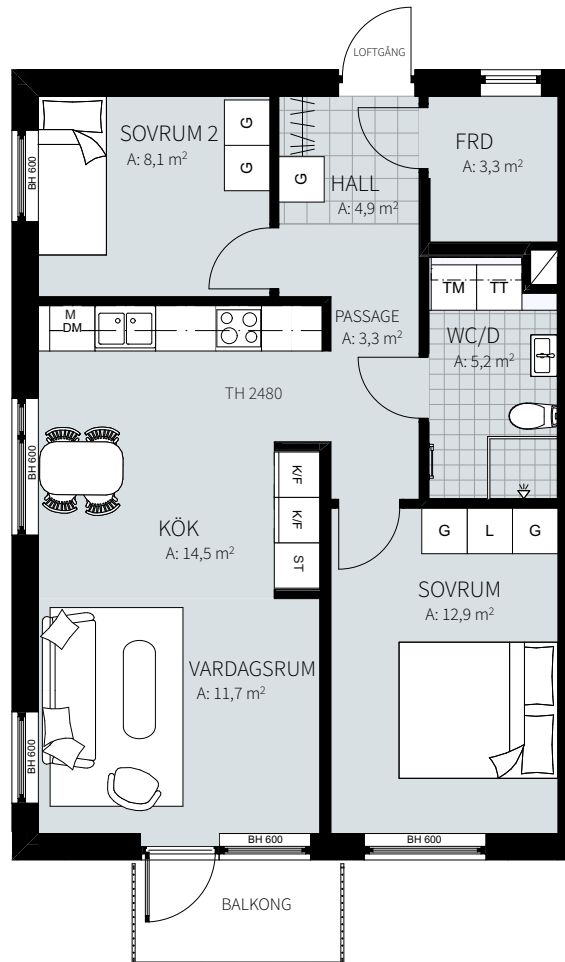 LOFTGÅNG
SOVRUM 2
A: 8,1 m²
G
G
BH 600
G
HALL
A: 4,9 m²
FRD
A: 3,3 m²
TM
TT
M
DM
PASSAGE
A: 3,3 m²
WC/D
A: 5,2 m²
TH 2480
BH 600
K/F
K/F
ST
KÖK
A: 14,5 m²
G
L
G
SOVRUM
A: 12,9 m²
VARDAGSRUM
A: 11,7 m²
BH 600
BH 600
BH 600
BALKONG